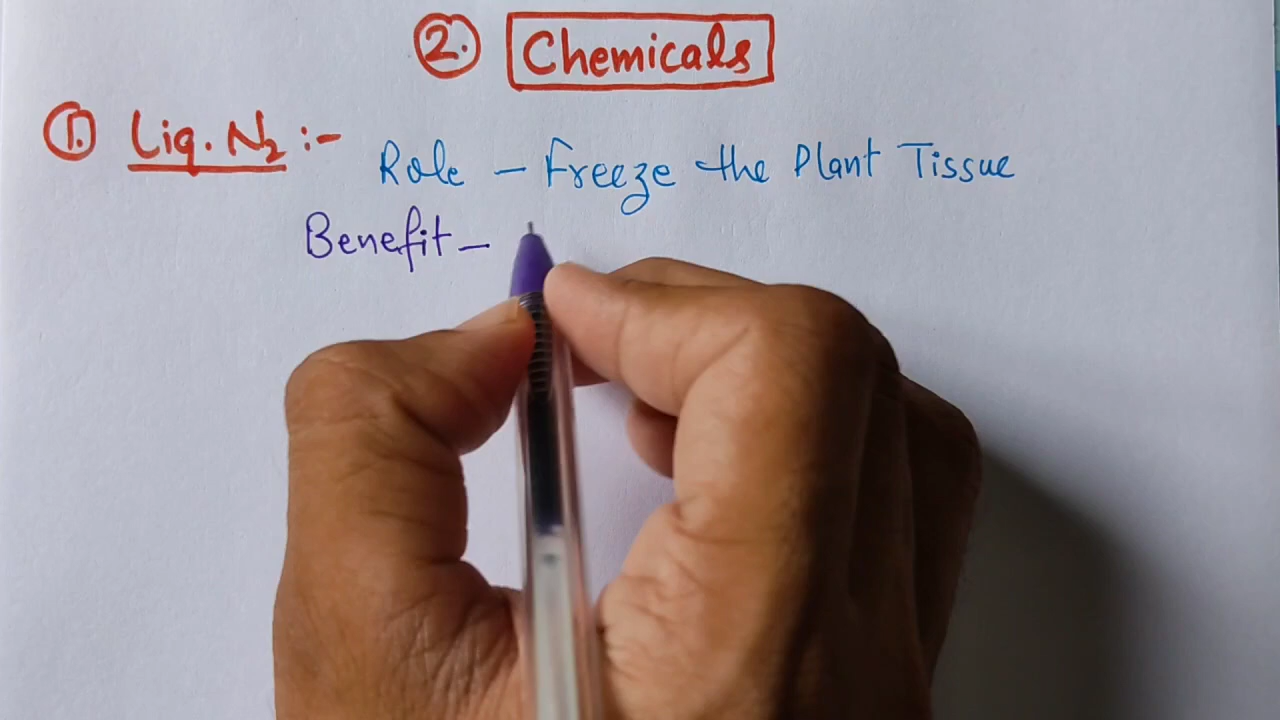 2. Chemicals
1. Liq. N2 :-
Role - Freeze the Plant Tissue
Benefit -